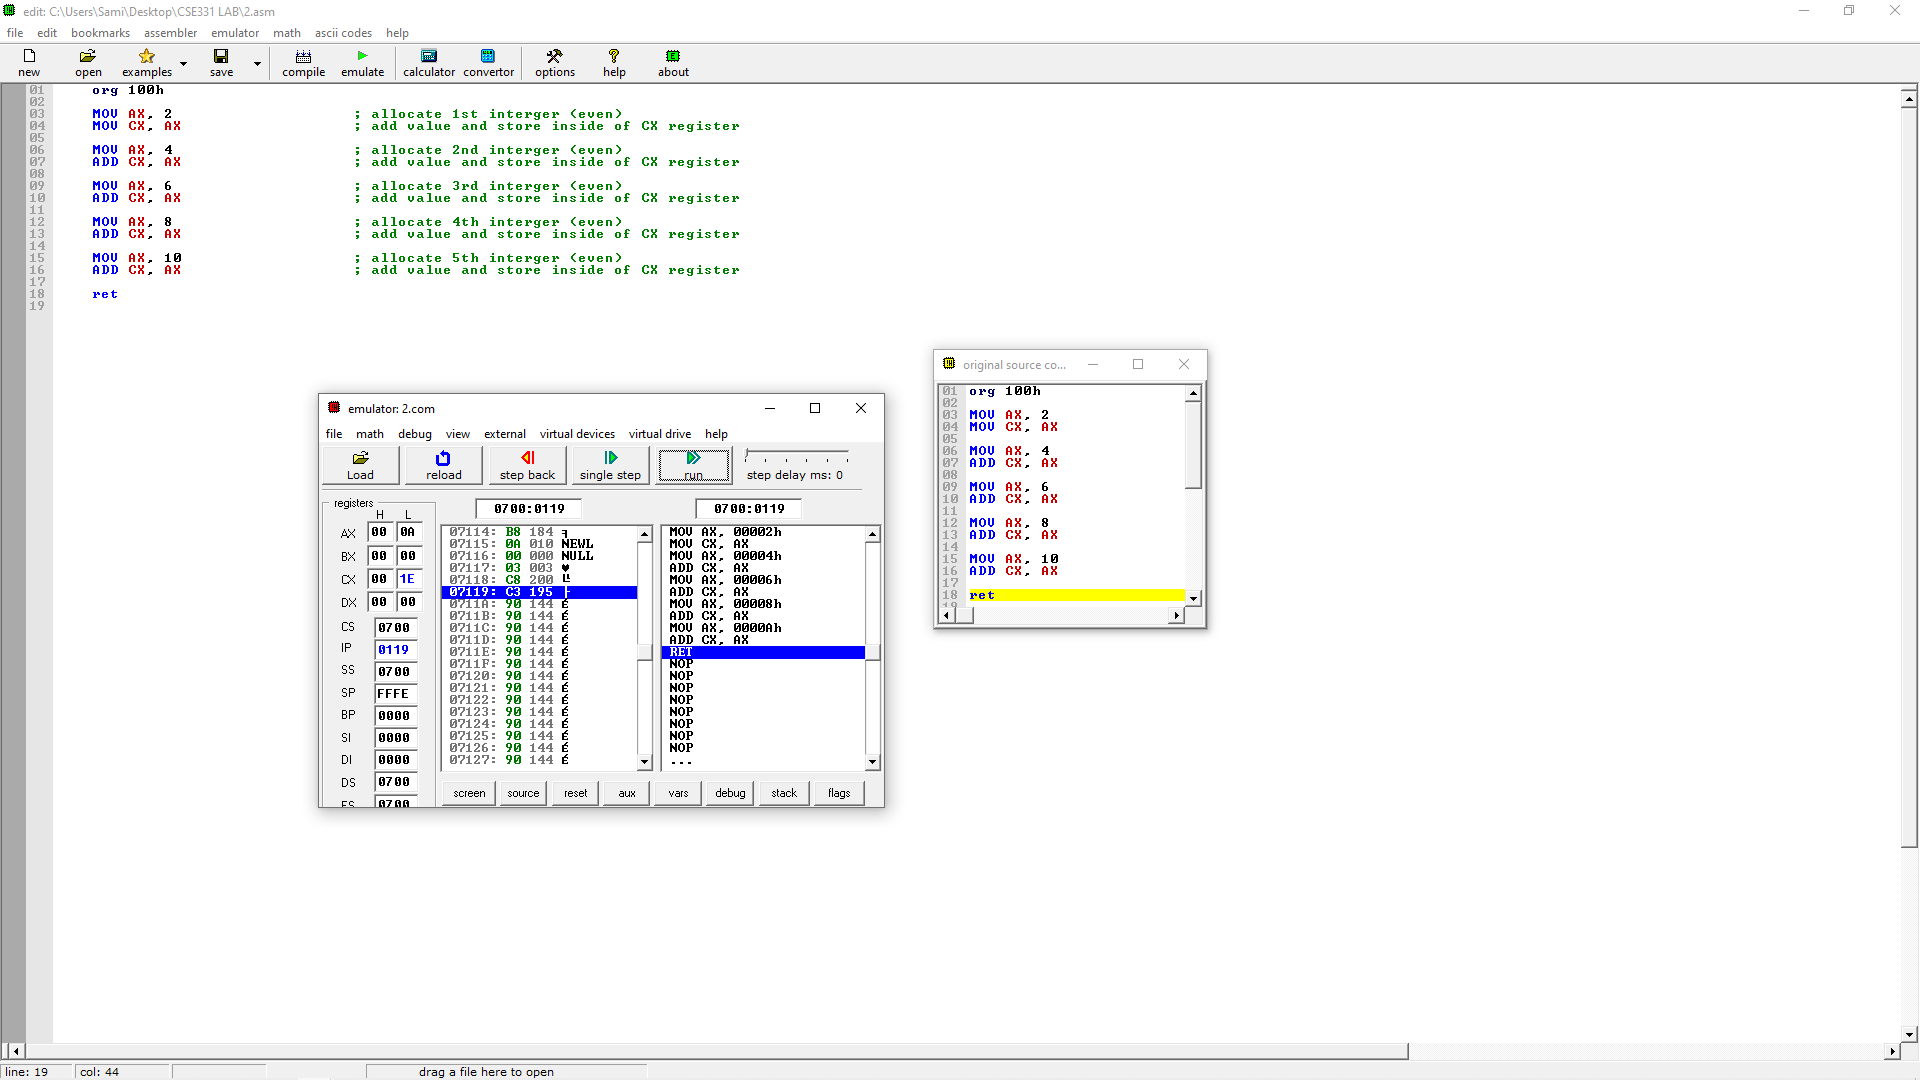 edit: C:\Users\Sami\Desktop\CSE331 LAB\2.asm
file edit bookmarks assembler emulator math ascii codes help
new open examples save compile emulate calculator convertor options help about
01 org 100h
02
03 MOV AX, 2 ; allocate 1st interger (even)
04 MOV CX, AX ; add value and store inside of CX register
05
06 MOV AX, 4 ; allocate 2nd interger (even)
07 ADD CX, AX ; add value and store inside of CX register
08
09 MOV AX, 6 ; allocate 3rd interger (even)
10 ADD CX, AX ; add value and store inside of CX register
11
12 MOV AX, 8 ; allocate 4th interger (even)
13 ADD CX, AX ; add value and store inside of CX register
14
15 MOV AX, 10 ; allocate 5th interger (even)
16 ADD CX, AX ; add value and store inside of CX register
17
18 ret
19
emulator: 2.com
file math debug view external virtual devices virtual drive help
Load reload step back single step run step delay ms: 0
registers
H L
AX 00 0A
BX 00 00
CX 00 1E
DX 00 00
CS 0700
IP 0119
SS 0700
SP FFFE
BP 0000
SI 0000
DI 0000
DS 0700
ES 0700
0700:0119
07114: B8 184 ╕
07115: 0A 010 NEWL
07116: 00 000 NULL
07117: 03 003 ♥
07118: C8 200 ╚
07119: C3 195 ├
0711A: 90 144 É
0711B: 90 144 É
0711C: 90 144 É
0711D: 90 144 É
0711E: 90 144 É
0711F: 90 144 É
07120: 90 144 É
07121: 90 144 É
07122: 90 144 É
07123: 90 144 É
07124: 90 144 É
07125: 90 144 É
07126: 90 144 É
07127: 90 144 É
0700:0119
MOV AX, 00002h
MOV CX, AX
MOV AX, 00004h
ADD CX, AX
MOV AX, 00006h
ADD CX, AX
MOV AX, 00008h
ADD CX, AX
MOV AX, 0000Ah
ADD CX, AX
RET
NOP
NOP
NOP
NOP
NOP
NOP
NOP
NOP
...
screen source reset aux vars debug stack flags
original source co...
01 org 100h
02
03 MOV AX, 2
04 MOV CX, AX
05
06 MOV AX, 4
07 ADD CX, AX
08
09 MOV AX, 6
10 ADD CX, AX
11
12 MOV AX, 8
13 ADD CX, AX
14
15 MOV AX, 10
16 ADD CX, AX
17
18 ret
19
line: 19 col: 44 drag a file here to open